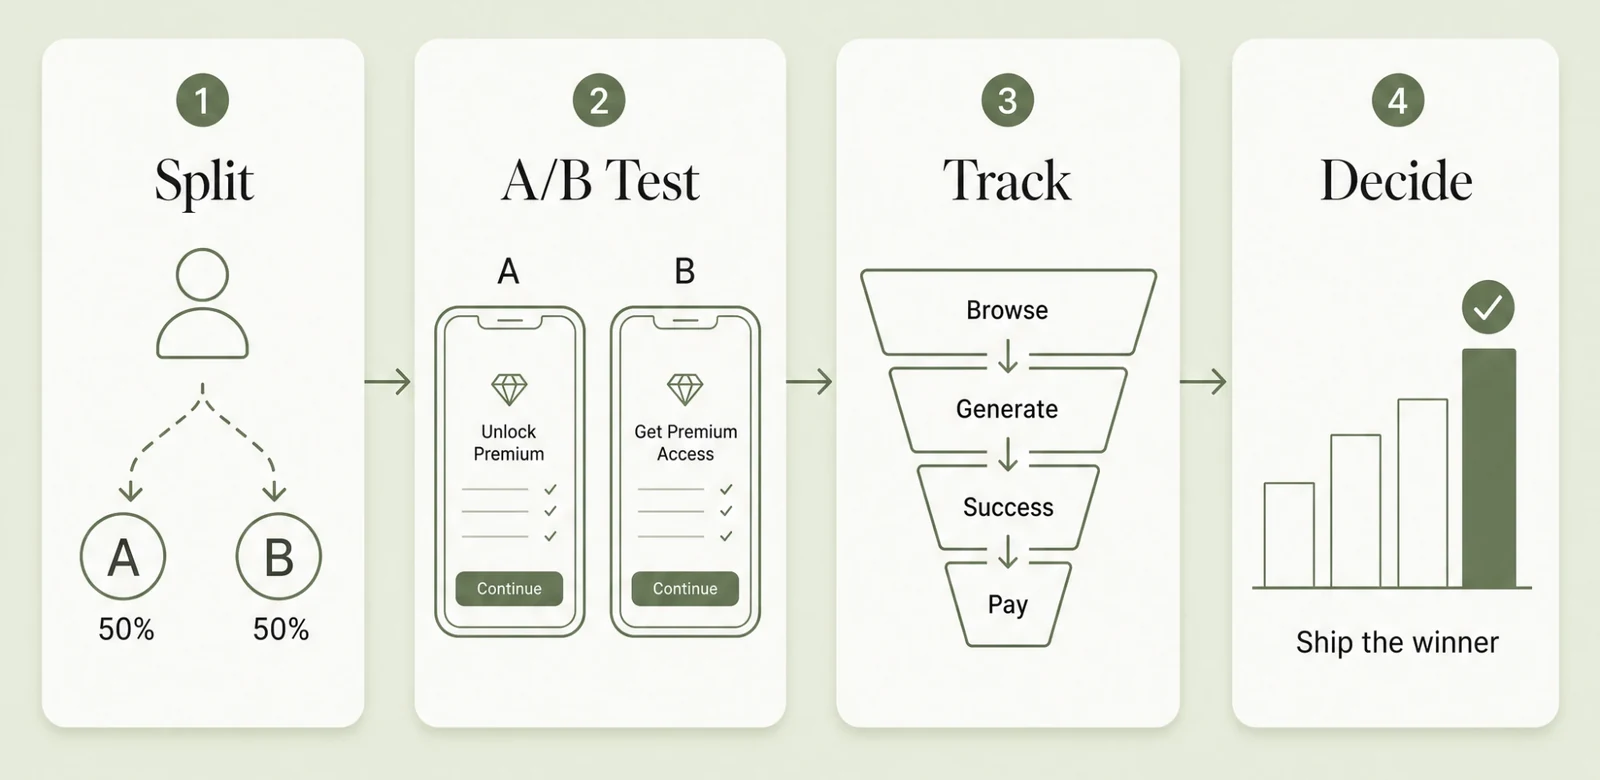 1
Split
A
B
50%
50%
2
A/B Test
A
B
Unlock
Premium
Continue
Get Premium
Access
Continue
3
Track
Browse
Generate
Success
Pay
4
Decide
Ship the winner